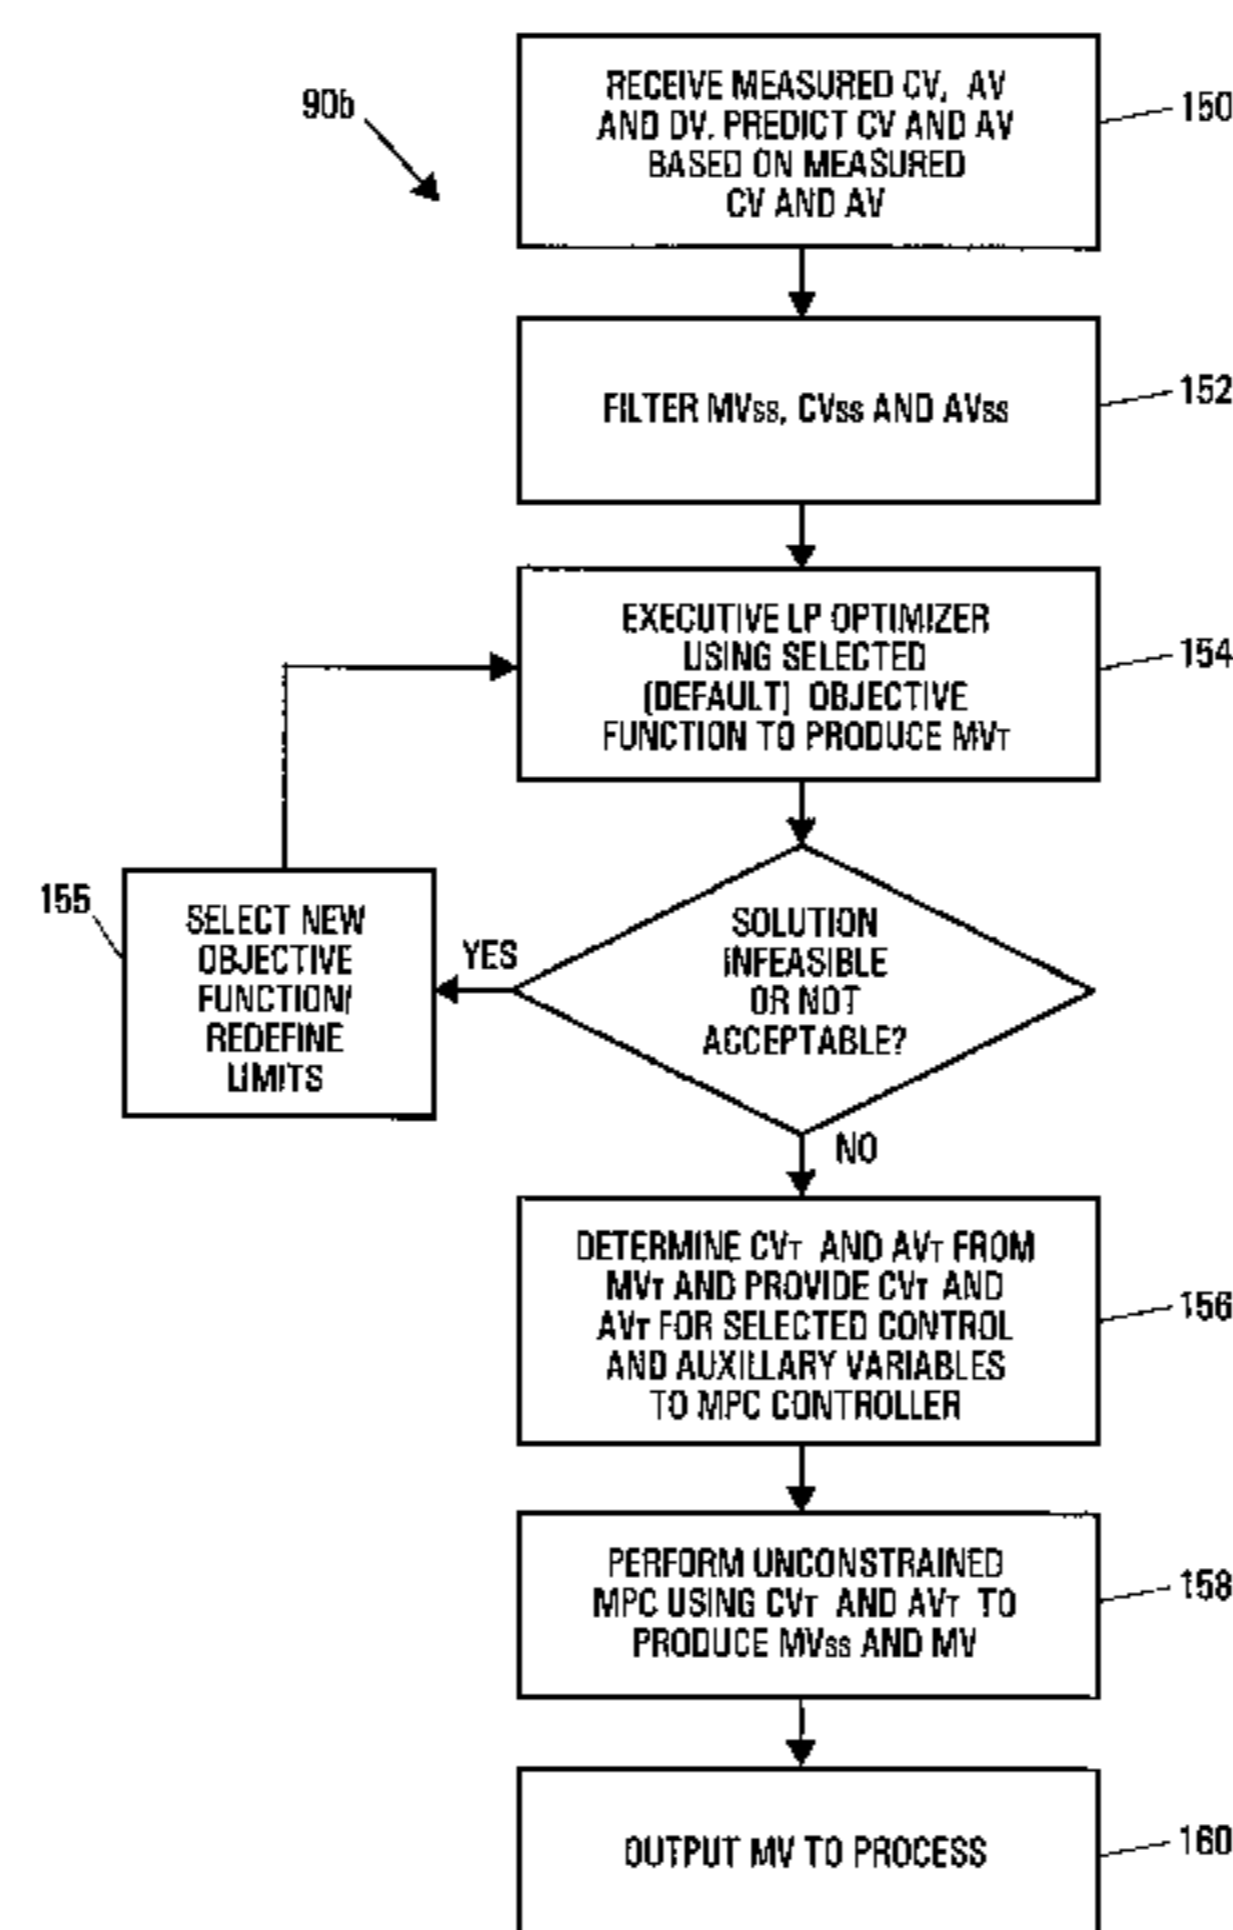 90b
RECEIVE MEASURED CV, AV
AND DV. PREDICT CV AND AV
BASED ON MEASURED
CV AND AV
150
FILTER MVSS, CVSS AND AVSS
152
EXECUTIVE LP OPTIMIZER
USING SELECTED
(DEFAULT) OBJECTIVE
FUNCTION TO PRODUCE MVT
154
155
SELECT NEW
OBJECTIVE
FUNCTION/
REDEFINE
LIMITS
YES
SOLUTION
INFEASIBLE
OR NOT
ACCEPTABLE?
NO
DETERMINE CVT AND AVT FROM
MVT AND PROVIDE CVT AND
AVT FOR SELECTED CONTROL
AND AUXILLARY VARIABLES
TO MPC CONTROLLER
156
PERFORM UNCONSTRAINED
MPC USING CVT AND AVT TO
PRODUCE MVSS AND MV
158
OUTPUT MV TO PROCESS
160